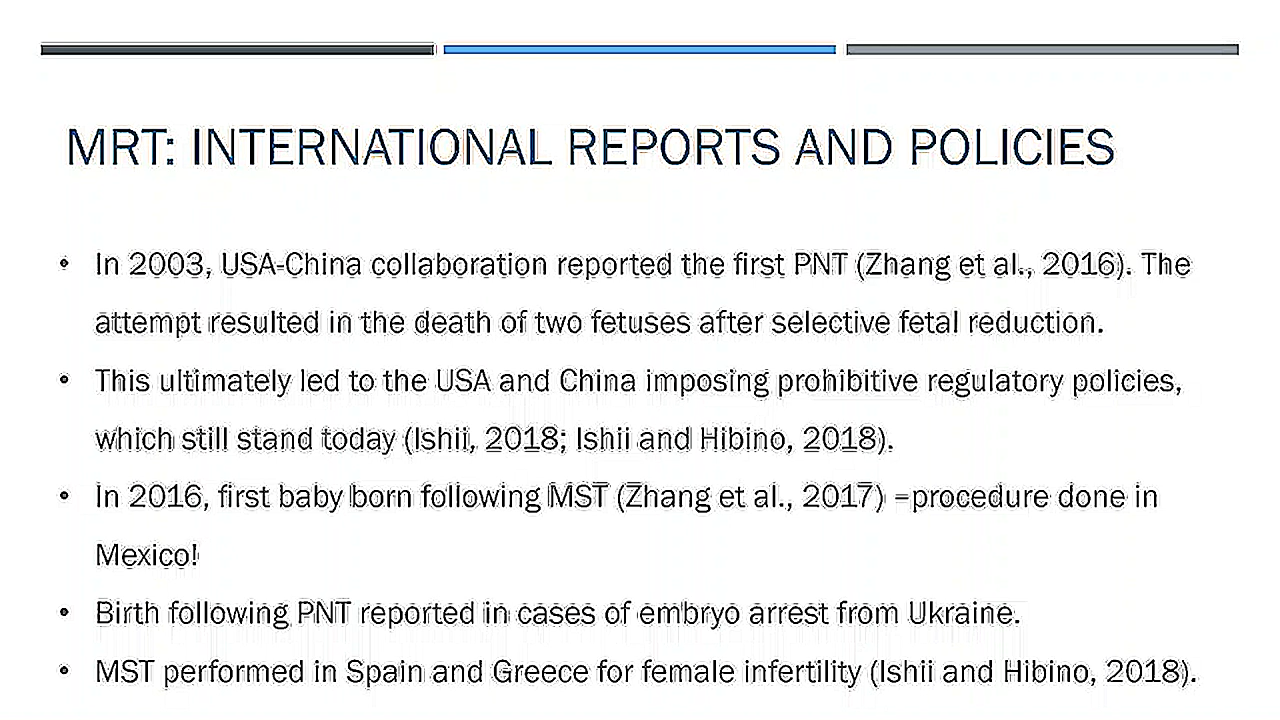 MRT: INTERNATIONAL REPORTS AND POLICIES
• In 2003, USA-China collaboration reported the first PNT (Zhang et al., 2016). The
attempt resulted in the death of two fetuses after selective fetal reduction.
• This ultimately led to the USA and China imposing prohibitive regulatory policies,
which still stand today (Ishii, 2018; Ishii and Hibino, 2018).
• In 2016, first baby born following MST (Zhang et al., 2017) –procedure done in
Mexico!
• Birth following PNT reported in cases of embryo arrest from Ukraine.
• MST performed in Spain and Greece for female infertility (Ishii and Hibino, 2018).